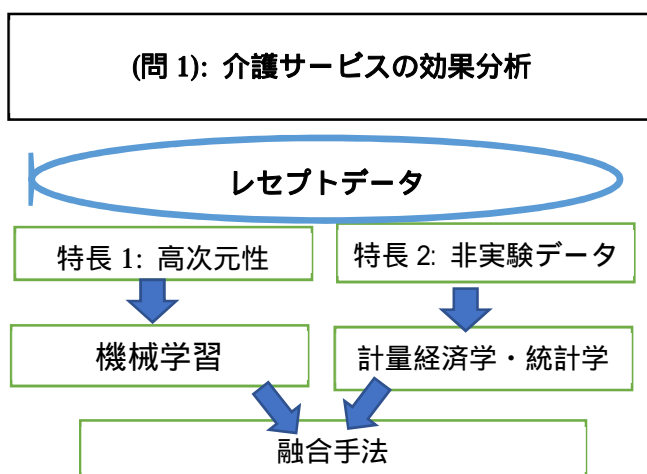 (問 1): 介護サービスの効果分析
レセプトデータ
特長 1: 高次元性
特長 2: 非実験データ
機械学習
計量経済学・統計学
融合手法